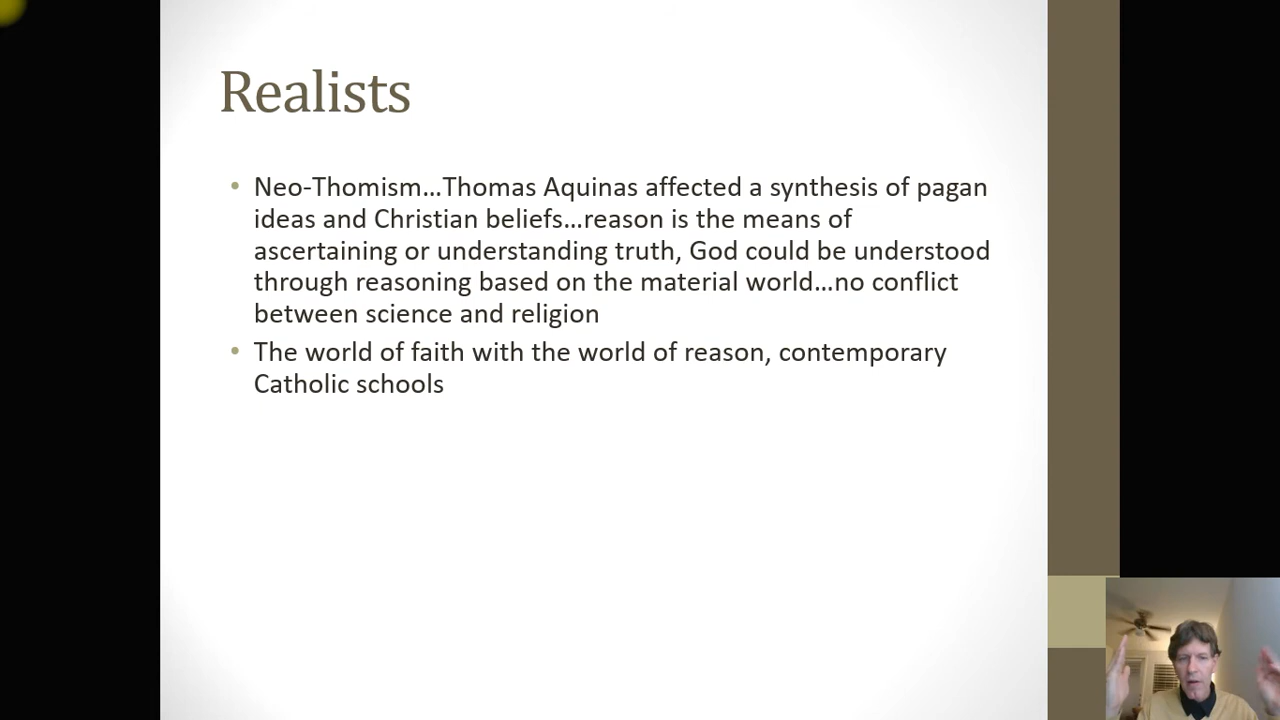 Realists
• Neo-Thomism…Thomas Aquinas affected a synthesis of pagan
ideas and Christian beliefs…reason is the means of
ascertaining or understanding truth, God could be understood
through reasoning based on the material world…no conflict
between science and religion
• The world of faith with the world of reason, contemporary
Catholic schools